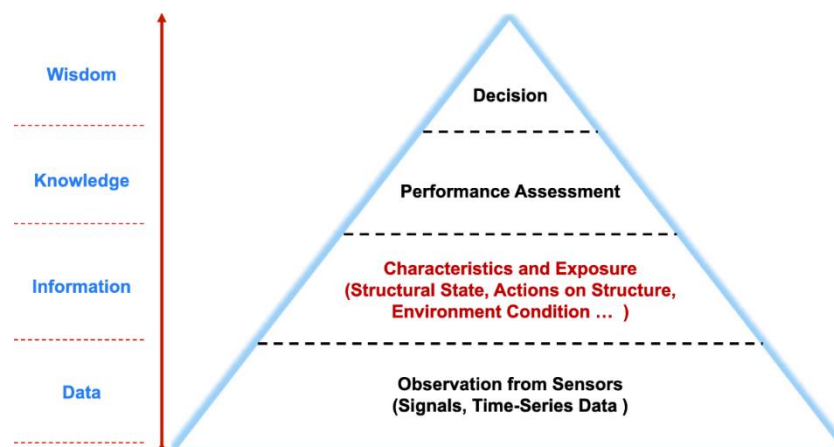 Wisdom
Decision
Knowledge
Performance Assessment
Characteristics and Exposure
(Structural State, Actions on Structure,
Information
Environment Condition ... )
Data
Observation from Sensors
(Signals, Time-Series Data )